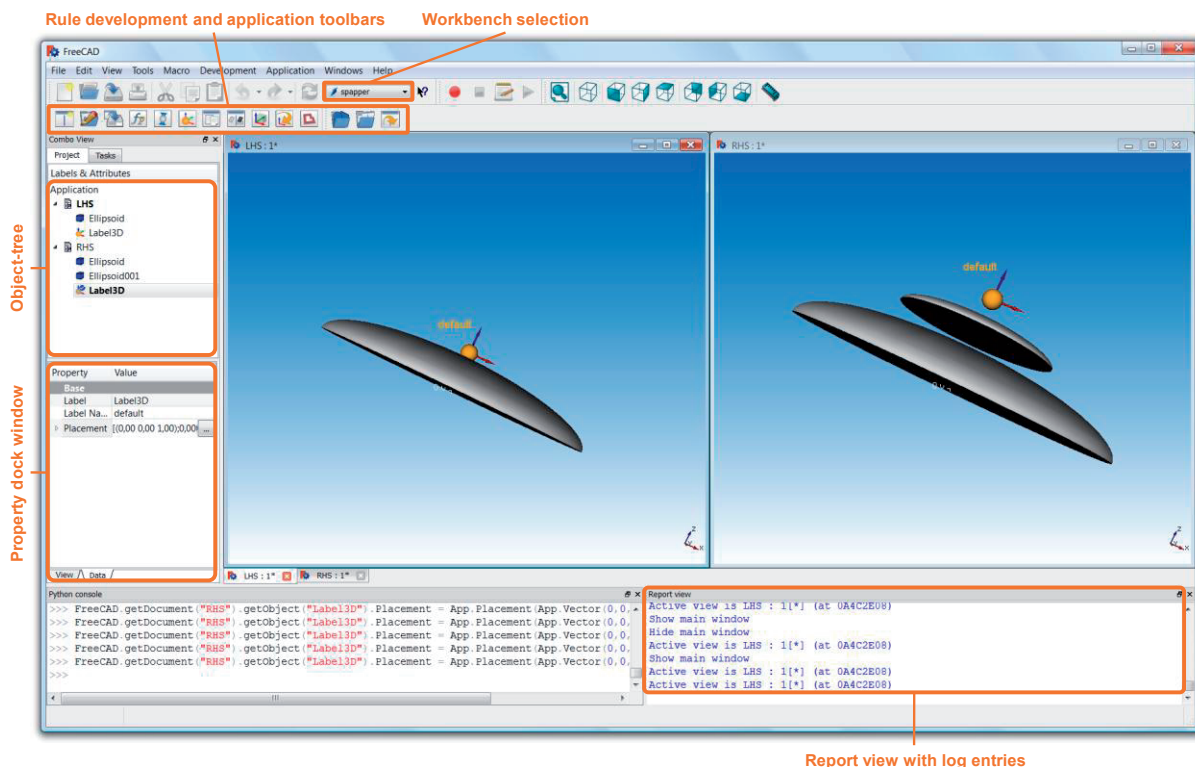 Rule development and application toolbars
Workbench selection
FreeCAD
File Edit View Tools Macro Development Application Windows Help
spapper
Combo View
LHS : 1*
RHS : 1*
Project Tasks
Labels & Attributes
Application
LHS
Ellipsoid
Label3D
RHS
Ellipsoid
Ellipsoid001
Label3D
Object-tree
default
default
Property Value
Base
Label Label3D
Label Na... default
Placement [(0,00 0,00 1,00);0,00
...
Property dock window
z
x
z
x
View Data
LHS : 1* RHS : 1*
Python console
>>> FreeCAD.getDocument("RHS").getObject("Label3D").Placement = App.Placement(App.Vector(0,0,
>>> FreeCAD.getDocument("RHS").getObject("Label3D").Placement = App.Placement(App.Vector(0,0,
>>> FreeCAD.getDocument("RHS").getObject("Label3D").Placement = App.Placement(App.Vector(0,0,
>>> FreeCAD.getDocument("RHS").getObject("Label3D").Placement = App.Placement(App.Vector(0,0,
>>> FreeCAD.getDocument("RHS").getObject("Label3D").Placement = App.Placement(App.Vector(0,0,
>>>
Report view
Active view is LHS : 1[*] (at 0A4C2E08)
Show main window
Hide main window
Active view is LHS : 1[*] (at 0A4C2E08)
Show main window
Active view is LHS : 1[*] (at 0A4C2E08)
Active view is LHS : 1[*] (at 0A4C2E08)
Report view with log entries